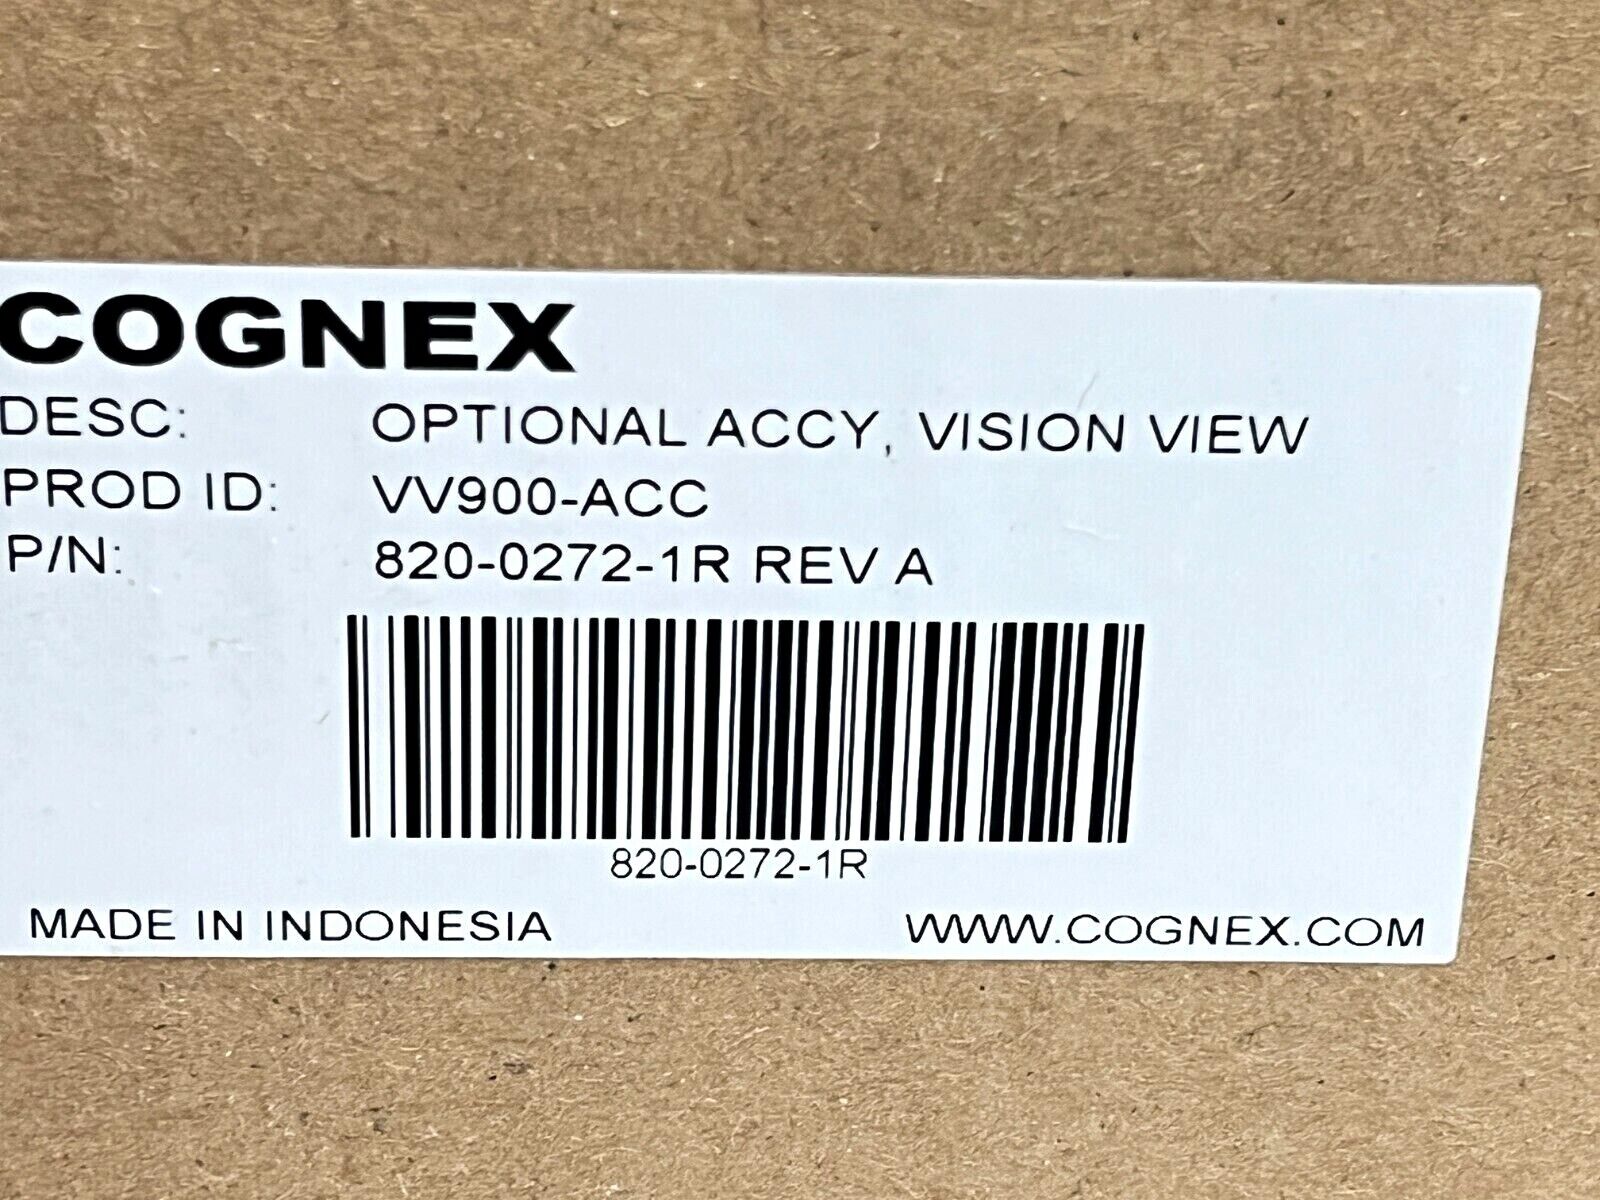 COGNEX
DESC: OPTIONAL ACCY, VISION VIEW
PROD ID: VV900-ACC
P/N: 820-0272-1R REV A
820-0272-1R
MADE IN INDONESIA WWW.COGNEX.COM